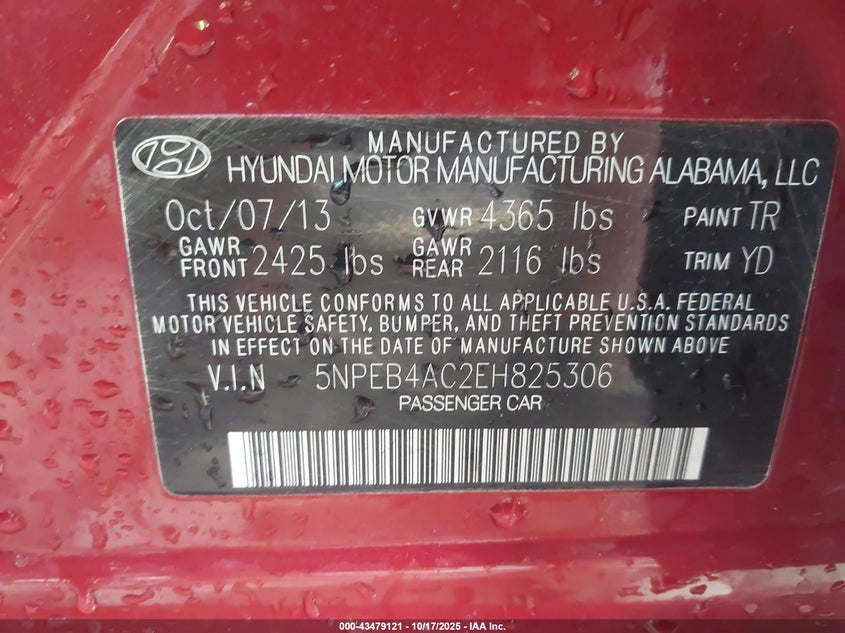 MANUFACTURED BY
HYUNDAI MOTOR MANUFACTURING ALABAMA, LLC
Oct/07/13 GVWR 4365 lbs PAINT TR
GAWR FRONT 2425 lbs GAWR REAR 2116 lbs TRIM YD
THIS VEHICLE CONFORMS TO ALL APPLICABLE U.S.A. FEDERAL
MOTOR VEHICLE SAFETY, BUMPER, AND THEFT PREVENTION STANDARDS
IN EFFECT ON THE DATE OF MANUFACTURE SHOWN ABOVE
V.I.N 5NPEB4AC2EH825306
PASSENGER CAR
000-43479121 - 10/17/2025 - IAA Inc.